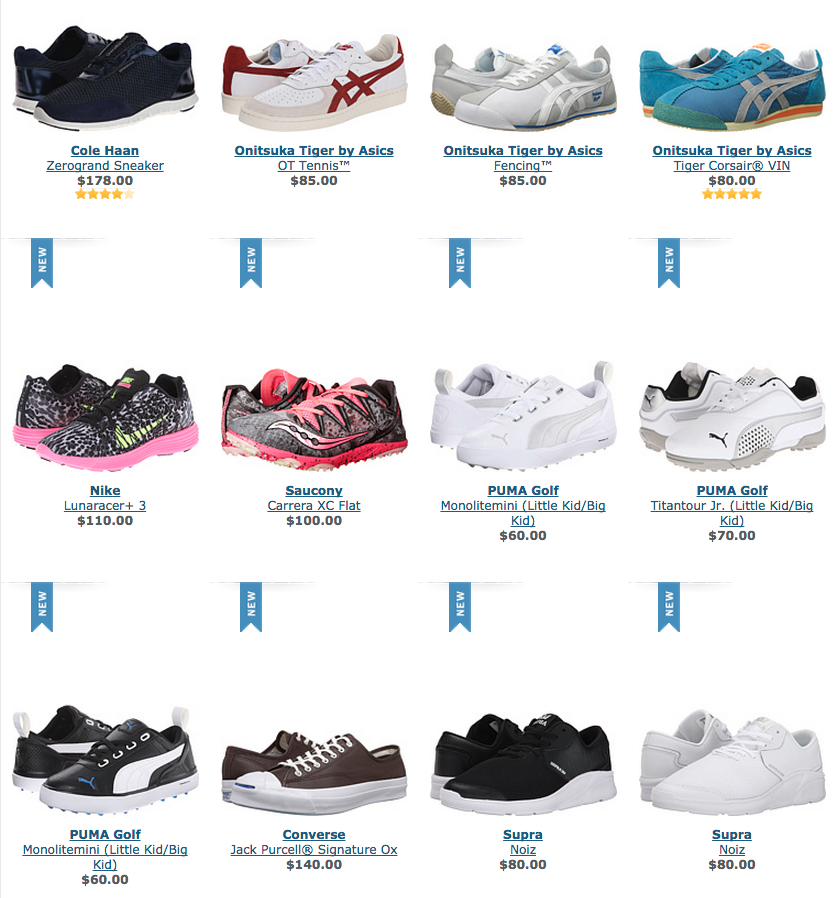 Cole Haan
Zerogrand Sneaker
$178.00
Onitsuka Tiger by Asics
OT Tennis™
$85.00
Onitsuka Tiger by Asics
Fencing™
$85.00
Onitsuka Tiger by Asics
Tiger Corsair® VIN
$80.00
NEW
NEW
NEW
NEW
Nike
Lunaracer+ 3
$110.00
Saucony
Carrera XC Flat
$100.00
PUMA Golf
Monolitemini (Little Kid/Big
Kid)
$60.00
PUMA Golf
Titantour Jr. (Little Kid/Big
Kid)
$70.00
NEW
NEW
NEW
NEW
PUMA Golf
Monolitemini (Little Kid/Big
Kid)
$60.00
Converse
Jack Purcell® Signature Ox
$140.00
Supra
Noiz
$80.00
Supra
Noiz
$80.00